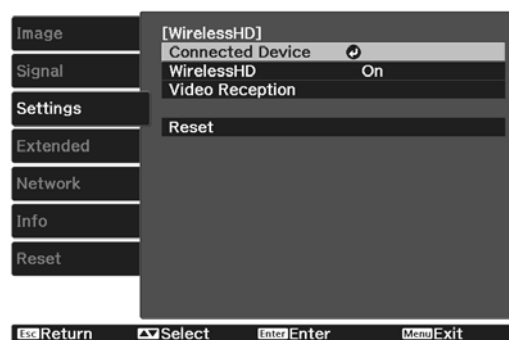 Image
Signal
Settings
Extended
Network
Info
Reset
[WirelessHD]
Connected Device
WirelessHD On
Video Reception
Reset
Esc Return Select Enter Enter Menu Exit